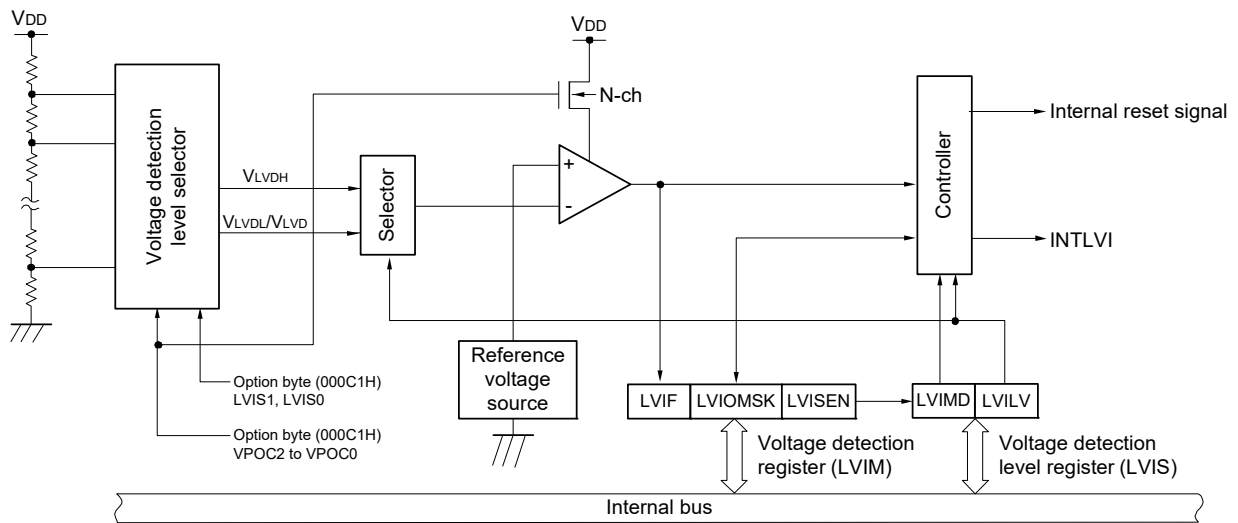 VDD
VDD
N-ch
Voltage detection
level selector
VLVDH
VLVDL/VLVD
Selector
+
-
Controller
Internal reset signal
INTLVI
Reference
voltage
source
Option byte (000C1H)
LVIS1, LVIS0
Option byte (000C1H)
VPOC2 to VPOC0
LVIF
LVIOMSK
LVISEN
LVIMD
LVILV
Voltage detection
register (LVIM)
Voltage detection
level register (LVIS)
Internal bus